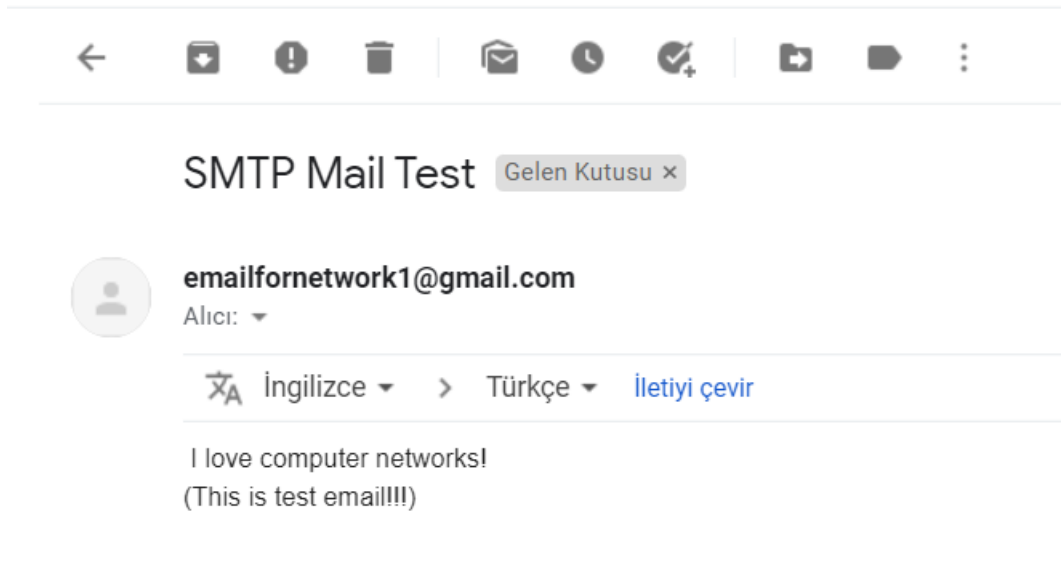 SMTP Mail Test Gelen Kutusu ×
emailfornetwork1@gmail.com
Alıcı:
İngilizce > Türkçe İletiyi çevir
I love computer networks!
(This is test email!!!)